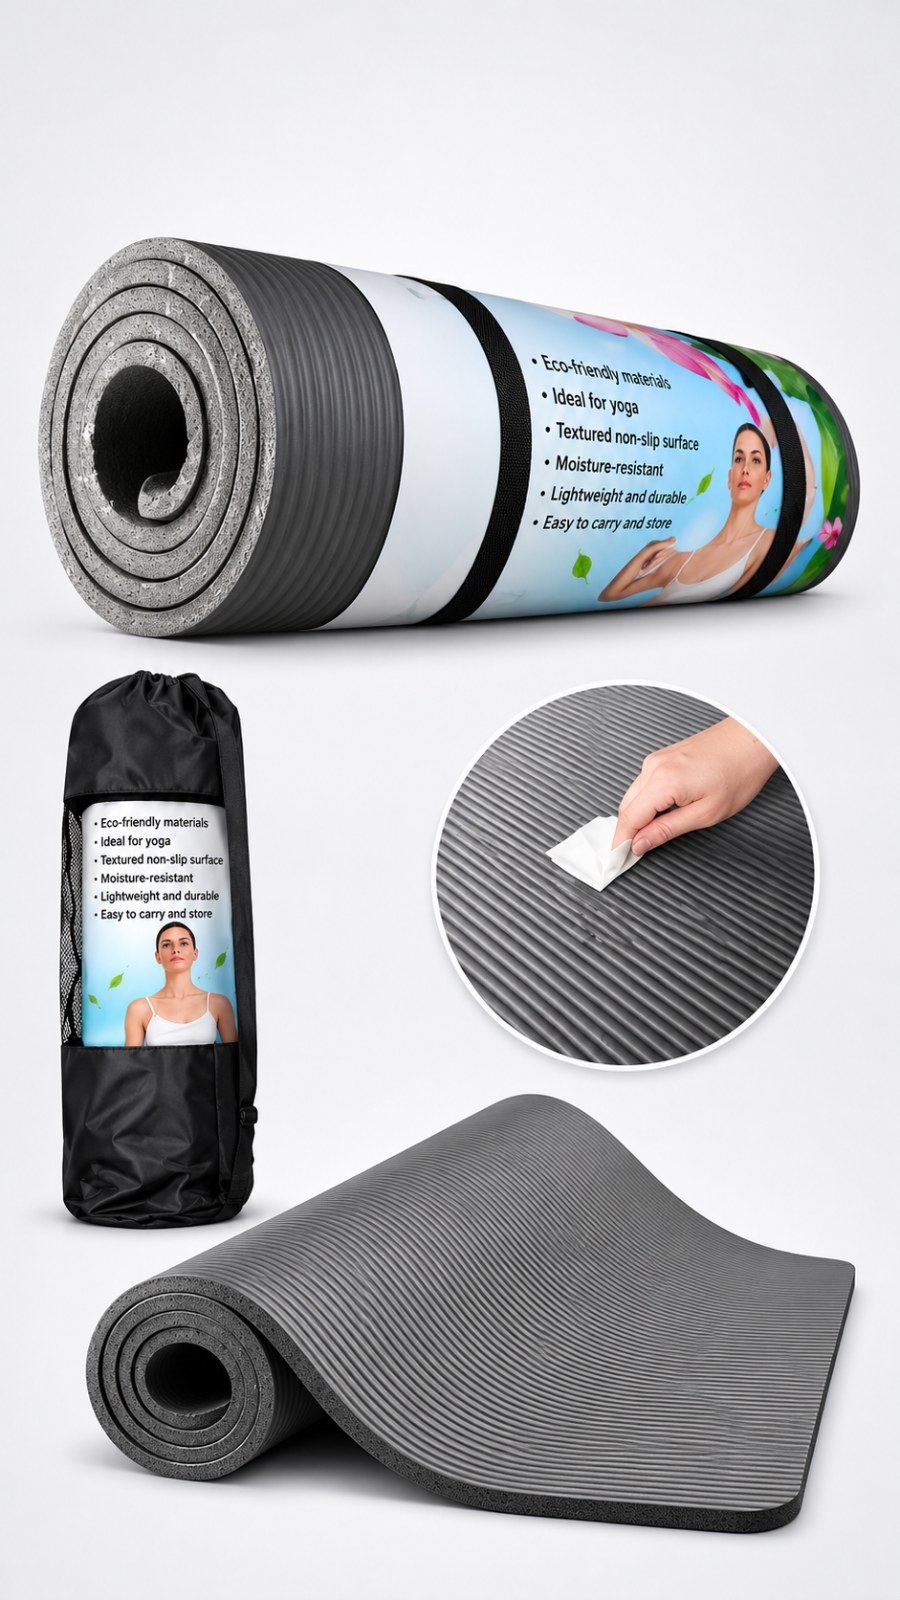 • Eco-friendly materials
• Ideal for yoga
• Textured non-slip surface
• Moisture-resistant
• Lightweight and durable
• Easy to carry and store
• Eco-friendly materials
• Ideal for yoga
• Textured non-slip surface
• Moisture-resistant
• Lightweight and durable
• Easy to carry and store